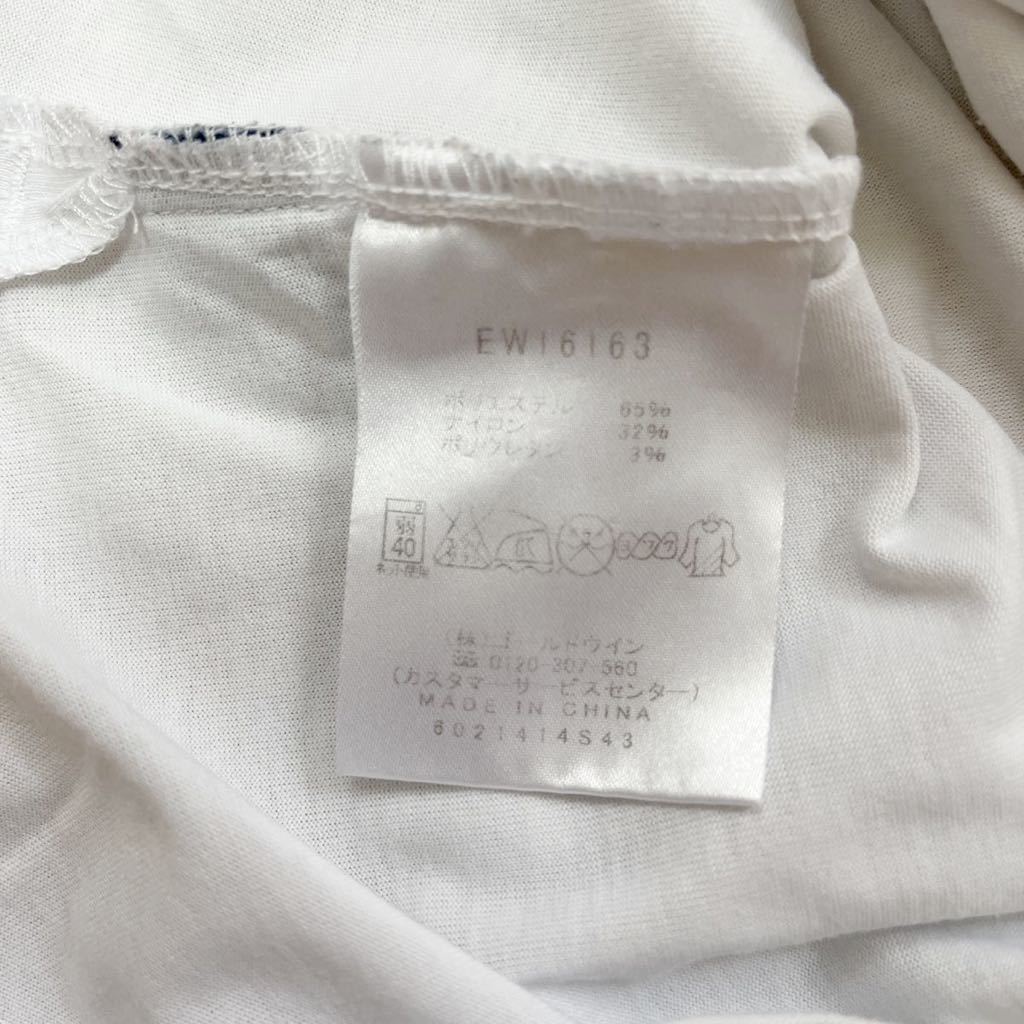 EW16163
ポリエステル 65%
ナイロン 32%
ポリウレタン 3%
弱
40
ネット使用
(株)ゴールドウイン
0120-307-560
(カスタマーサービスセンター)
MADE IN CHINA
6021414S43